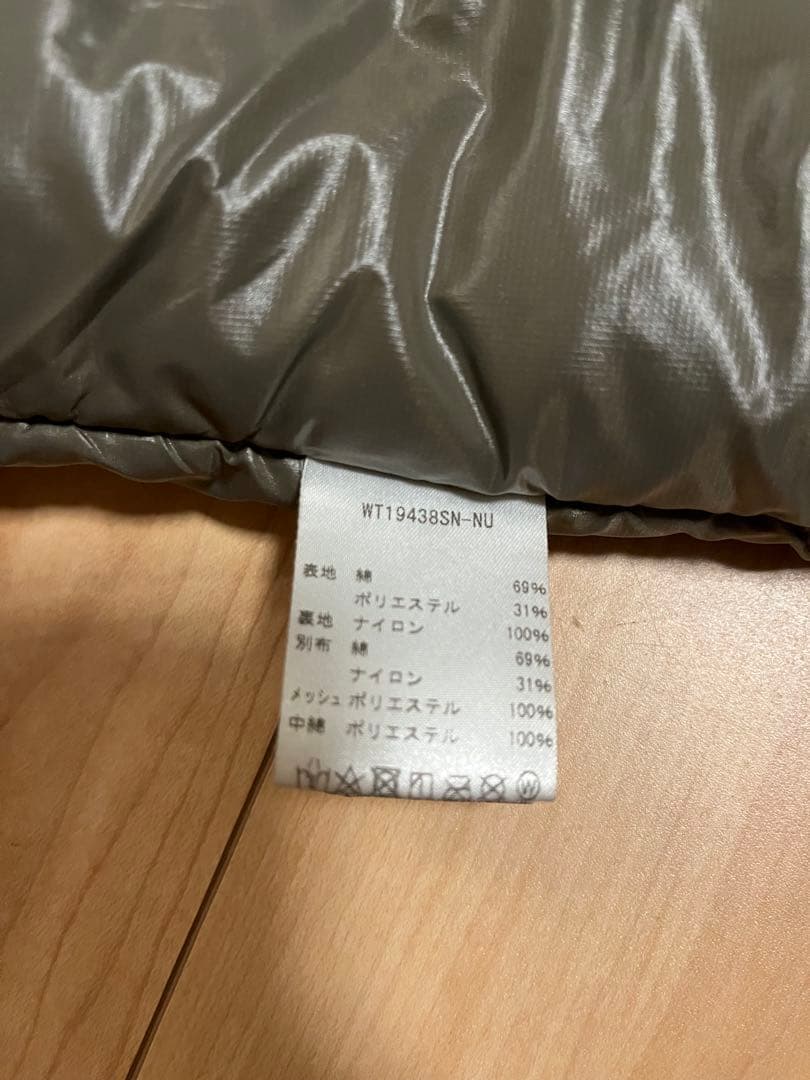 WT19438SN-NU
表地 綿 69%
ポリエステル 31%
裏地 ナイロン 100%
別布 綿 69%
ナイロン 31%
メッシュ ポリエステル 100%
中綿 ポリエステル 100%
W